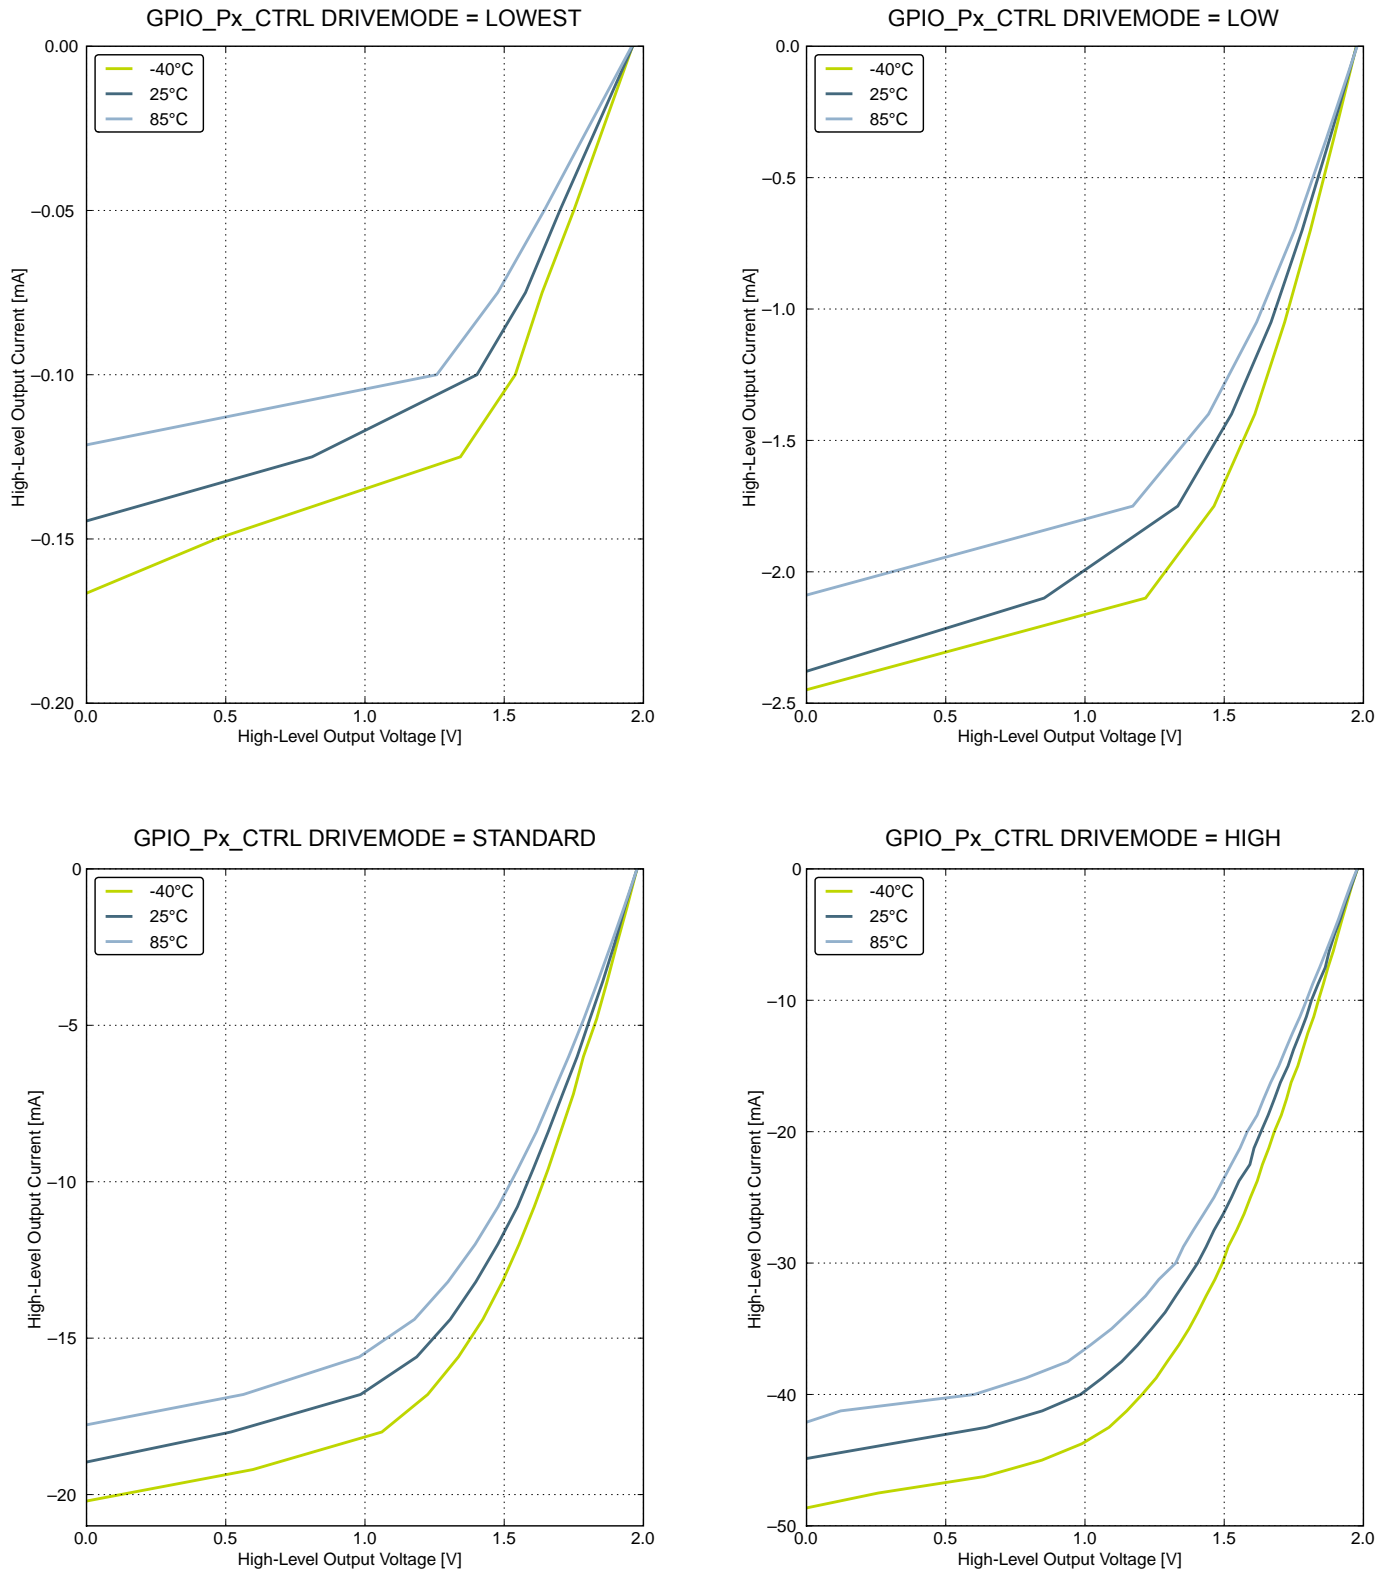 GPIO_Px_CTRL DRIVEMODE = LOWEST
0.00
–0.05
–0.10
–0.15
–0.20
High-Level Output Current [mA]
-40°C
25°C
85°C
0.0 0.5 1.0 1.5 2.0
High-Level Output Voltage [V]
GPIO_Px_CTRL DRIVEMODE = LOW
0.0
–0.5
–1.0
–1.5
–2.0
–2.5
High-Level Output Current [mA]
-40°C
25°C
85°C
0.0 0.5 1.0 1.5 2.0
High-Level Output Voltage [V]
GPIO_Px_CTRL DRIVEMODE = STANDARD
0
–5
–10
–15
–20
High-Level Output Current [mA]
-40°C
25°C
85°C
0.0 0.5 1.0 1.5 2.0
High-Level Output Voltage [V]
GPIO_Px_CTRL DRIVEMODE = HIGH
0
–10
–20
–30
–40
–50
High-Level Output Current [mA]
-40°C
25°C
85°C
0.0 0.5 1.0 1.5 2.0
High-Level Output Voltage [V]